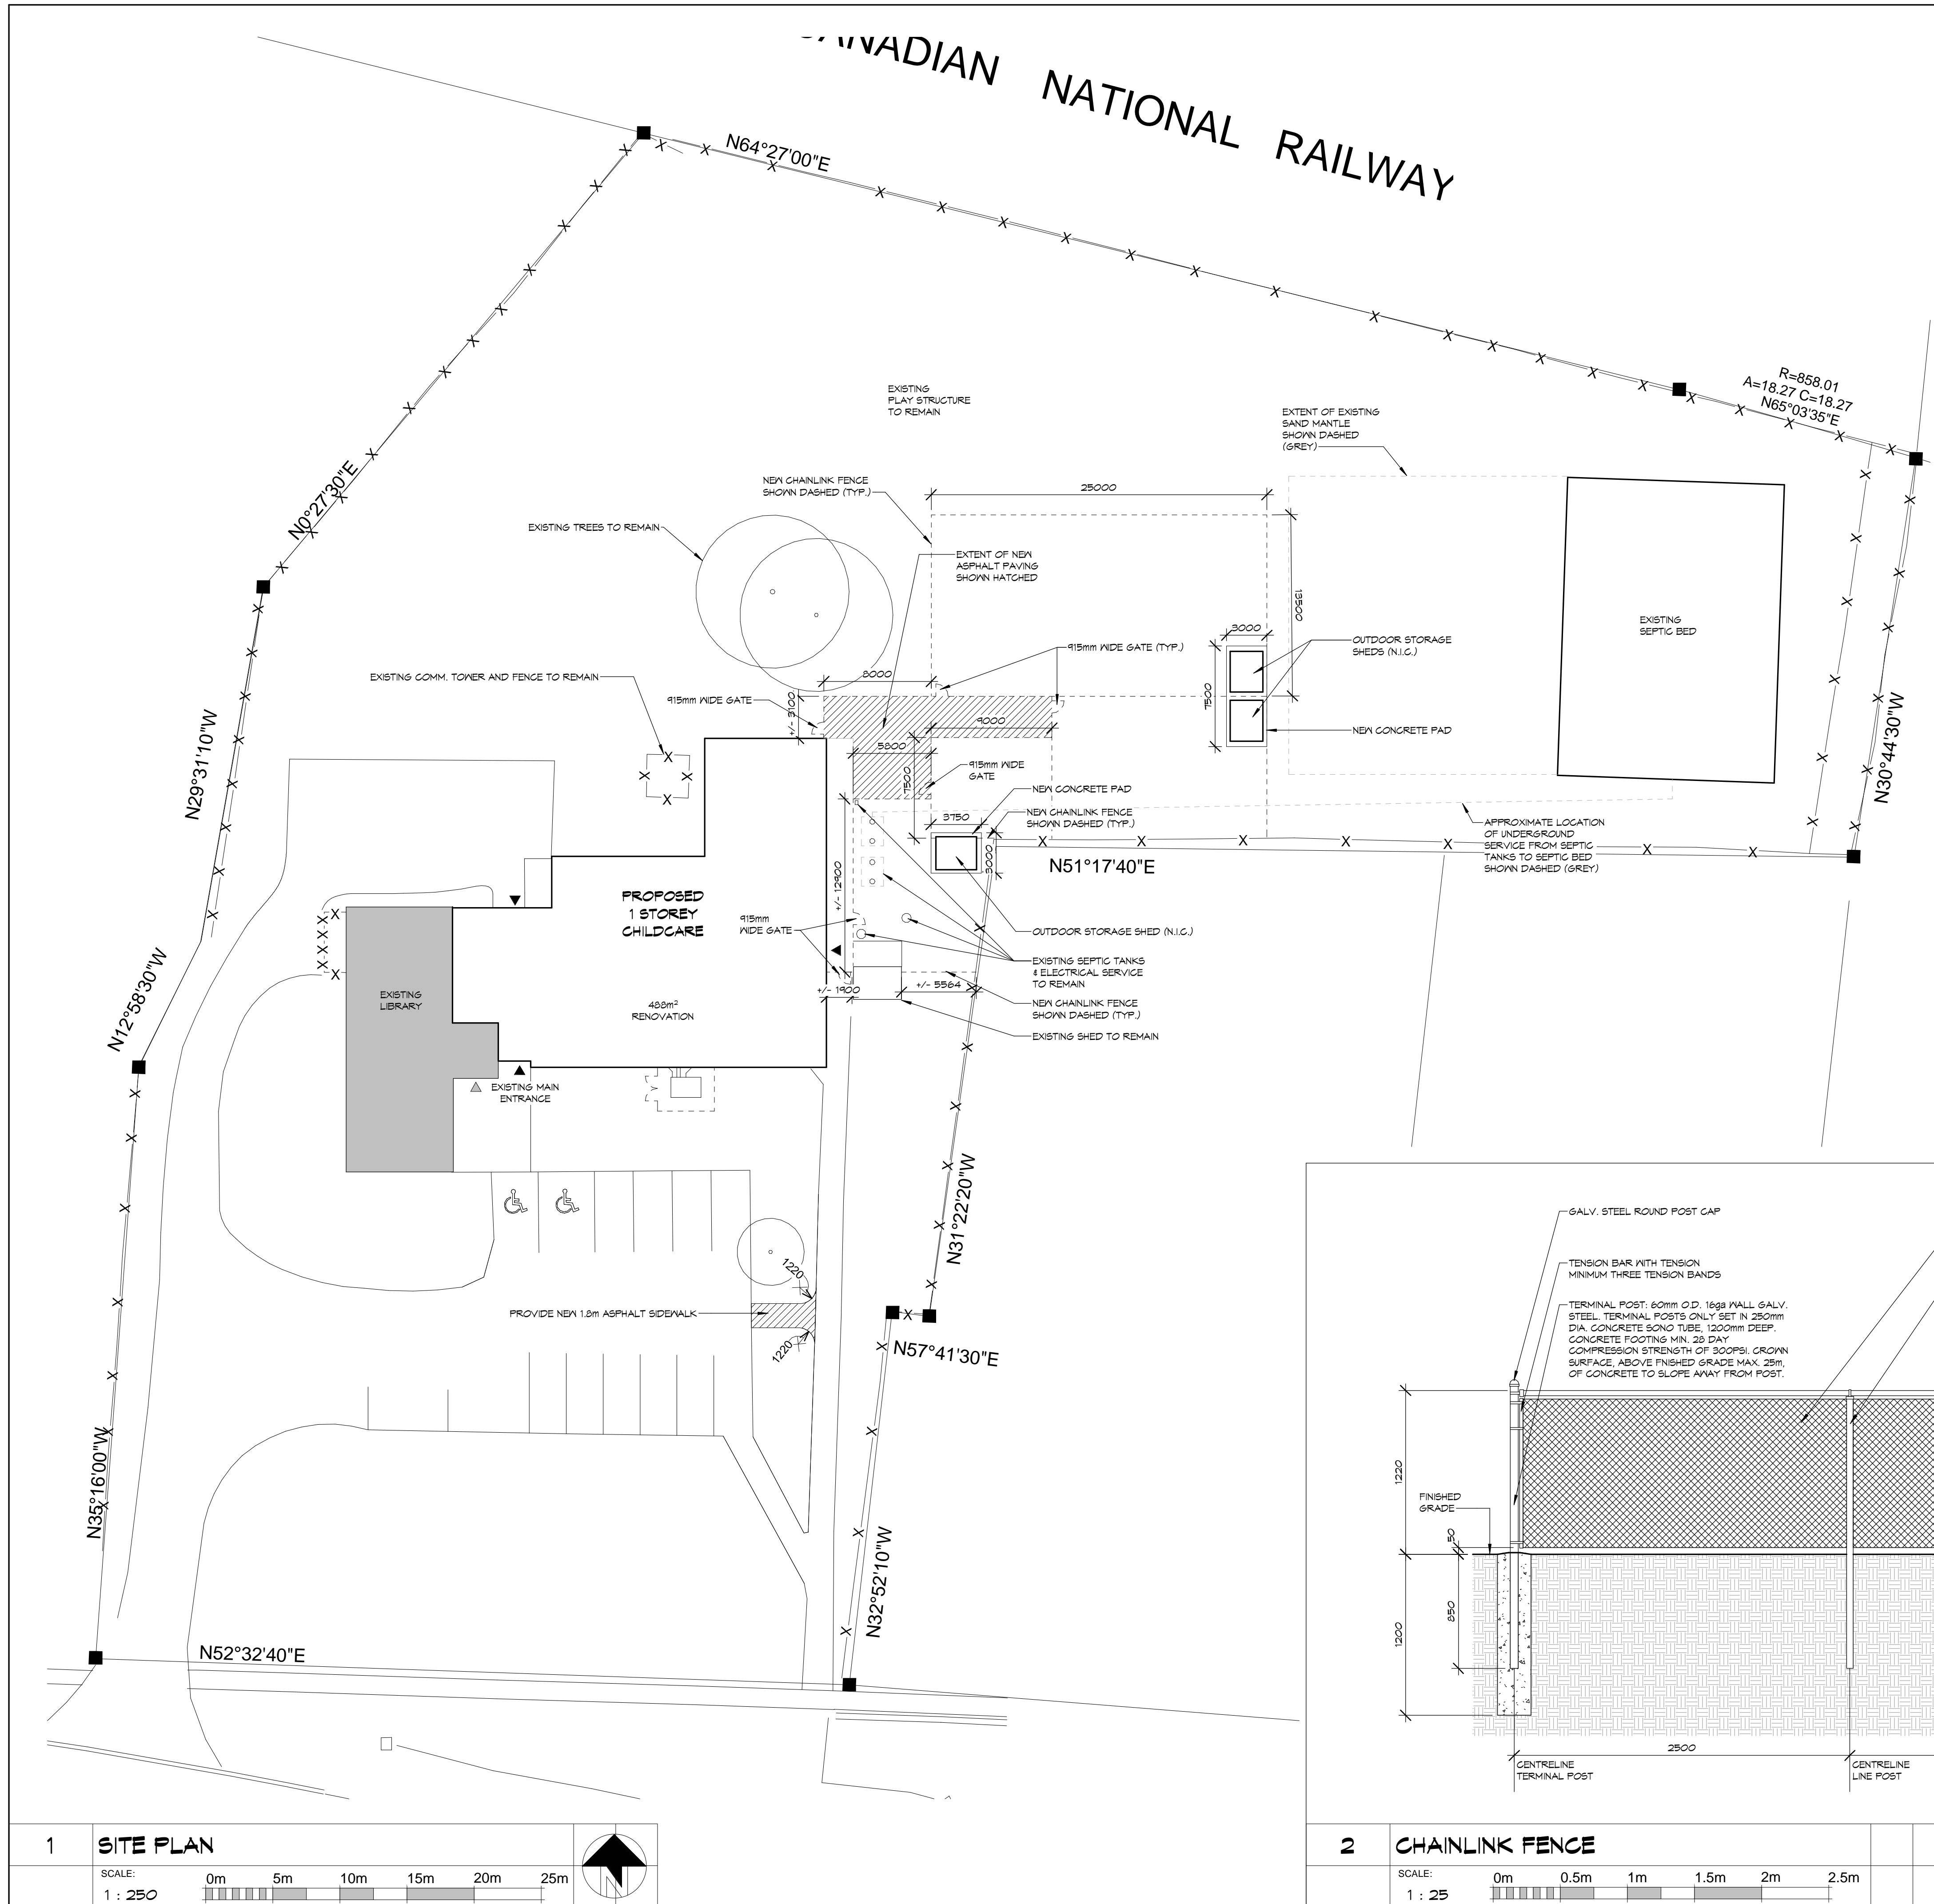 NATIONAL RAILWAY
N64°27'00"E
R=858.01
A=18.27 C=18.27
N65°03'35"E
EXISTING
PLAY STRUCTURE
TO REMAIN
EXTENT OF EXISTING
SAND MANTLE
SHOWN DASHED
(GREY)
NEW CHAINLINK FENCE
SHOWN DASHED (TYP.)
25000
N0°27'30"E
EXISTING TREES TO REMAIN
EXTENT OF NEW
ASPHALT PAVING
SHOWN HATCHED
13500
EXISTING
SEPTIC BED
3000
OUTDOOR STORAGE
SHEDS (N.I.C.)
915mm WIDE GATE (TYP.)
EXISTING COMM. TOWER AND FENCE TO REMAIN
8000
915mm WIDE GATE
+/- 3100
7500
9000
NEW CONCRETE PAD
N29°31'10"W
N30°44'30"W
5800
915mm WIDE
GATE
7500
NEW CONCRETE PAD
NEW CHAINLINK FENCE
SHOWN DASHED (TYP.)
3750
APPROXIMATE LOCATION
OF UNDERGROUND
SERVICE FROM SEPTIC
TANKS TO SEPTIC BED
SHOWN DASHED (GREY)
3000
N51°17'40"E
+/- 12900
PROPOSED
1 STOREY
CHILDCARE
915mm
WIDE GATE
OUTDOOR STORAGE SHED (N.I.C.)
EXISTING SEPTIC TANKS
& ELECTRICAL SERVICE
TO REMAIN
N12°58'30"W
EXISTING
LIBRARY
488m²
RENOVATION
+/- 1900
+/- 5564
NEW CHAINLINK FENCE
SHOWN DASHED (TYP.)
EXISTING SHED TO REMAIN
EXISTING MAIN
ENTRANCE
N31°22'20"W
1220
PROVIDE NEW 1.8m ASPHALT SIDEWALK
1220
N57°41'30"E
N35°16'00"W
N32°52'10"W
N52°32'40"E
GALV. STEEL ROUND POST CAP
TENSION BAR WITH TENSION
MINIMUM THREE TENSION BANDS
TERMINAL POST: 60mm O.D. 16ga WALL GALV.
STEEL. TERMINAL POSTS ONLY SET IN 250mm
DIA. CONCRETE SONO TUBE, 1200mm DEEP.
CONCRETE FOOTING MIN. 28 DAY
COMPRESSION STRENGTH OF 300PSI. CROWN
SURFACE, ABOVE FNISHED GRADE MAX. 25m,
OF CONCRETE TO SLOPE AWAY FROM POST.
1220
FINISHED
GRADE
50
850
1200
2500
CENTRELINE
TERMINAL POST
CENTRELINE
LINE POST
1 SITE PLAN
SCALE:
1 : 250
0m 5m 10m 15m 20m 25m
N
2 CHAINLINK FENCE
SCALE:
1 : 25
0m 0.5m 1m 1.5m 2m 2.5m